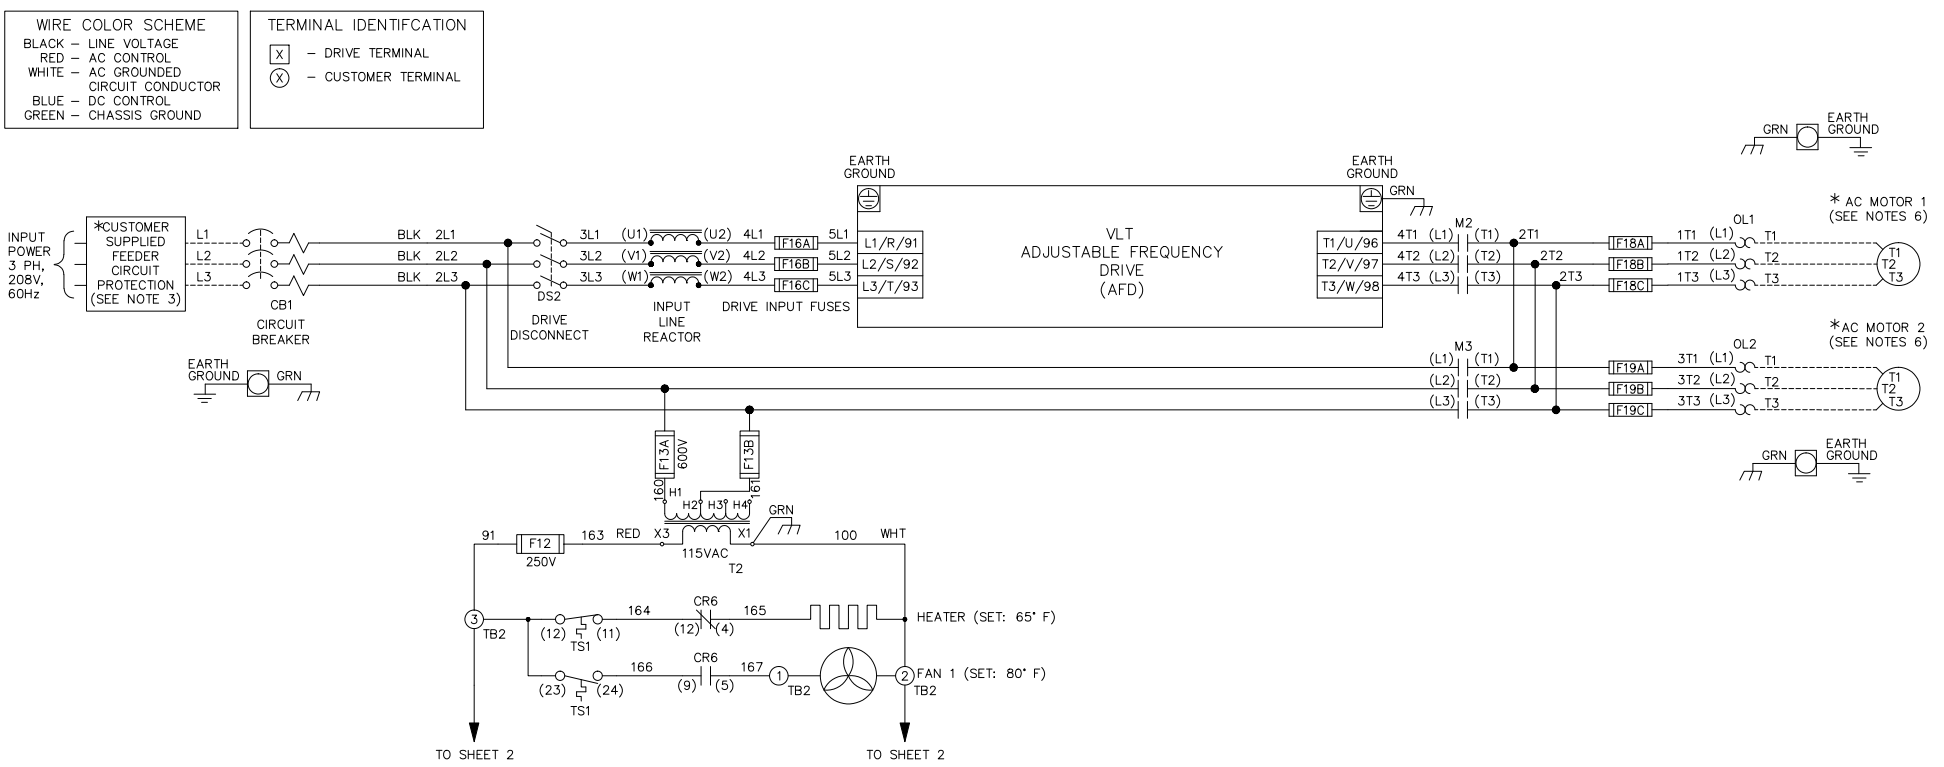 WIRE COLOR SCHEME
BLACK – LINE VOLTAGE
RED – AC CONTROL
WHITE – AC GROUNDED
CIRCUIT CONDUCTOR
BLUE – DC CONTROL
GREEN – CHASSIS GROUND
TERMINAL IDENTIFCATION
X – DRIVE TERMINAL
X – CUSTOMER TERMINAL
INPUT
POWER
3 PH,
208V,
60Hz
*CUSTOMER
SUPPLIED
FEEDER
CIRCUIT
PROTECTION
(SEE NOTE 3)
L1
L2
L3
CB1
CIRCUIT
BREAKER
BLK 2L1
BLK 2L2
BLK 2L3
DS2
DRIVE
DISCONNECT
3L1 (U1) (U2) 4L1 F16A 5L1
3L2 (V1) (V2) 4L2 F16B 5L2
3L3 (W1) (W2) 4L3 F16C 5L3
INPUT
LINE
REACTOR
DRIVE INPUT FUSES
EARTH
GROUND
L1/R/91
L2/S/92
L3/T/93
VLT
ADJUSTABLE FREQUENCY
DRIVE
(AFD)
EARTH
GROUND
GRN
T1/U/96
T2/V/97
T3/W/98
M2
4T1 (L1) (T1) 2T1 F18A 1T1 (L1) T1
4T2 (L2) (T2) 2T2 F18B 1T2 (L2) T2
4T3 (L3) (T3) 2T3 F18C 1T3 (L3) T3
OL1
GRN
EARTH
GROUND
* AC MOTOR 1
(SEE NOTES 6)
T1
T2
T3
M3
(L1) (T1) F19A 3T1 (L1) T1
(L2) (T2) F19B 3T2 (L2) T2
(L3) (T3) F19C 3T3 (L3) T3
OL2
*AC MOTOR 2
(SEE NOTES 6)
T1
T2
T3
GRN
EARTH
GROUND
EARTH
GROUND
GRN
F13A
600V
F13B
160
161
H1
H2 H3 H4
GRN
91 F12 163 RED X3 X1 100 WHT
250V
115VAC
T2
3
TB2
(12) (11)
TS1
164
CR6
(12) (4)
165
HEATER (SET: 65° F)
(23) (24)
TS1
166
CR6
(9) (5)
167
1
TB2
2
TB2
FAN 1 (SET: 80° F)
TO SHEET 2
TO SHEET 2